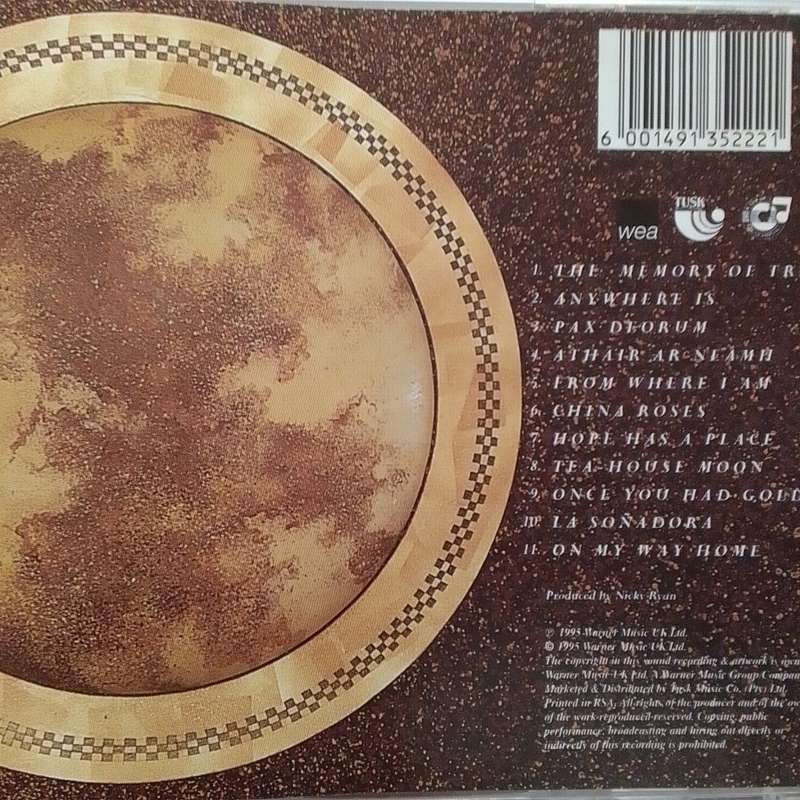 6 001491 352221
wea
TUSK
1. THE MEMORY OF TR
2. ANYWHERE IS
3. PAX DEORUM
4. ATHAIR AR NEAMH
5. FROM WHERE I AM
6. CHINA ROSES
7. HOPE HAS A PLACE
8. TEA-HOUSE MOON
9. ONCE YOU HAD GOLD
10. LA SOÑADORA
11. ON MY WAY HOME
Produced by Nicky Ryan
℗ 1995 Warner Music UK Ltd.
© 1995 Warner Music UK Ltd.
The copyright in this sound recording & artwork is own
Warner Music UK Ltd. A Warner Music Group Compan
Marketed & Distributed by Tusk Music Co. (Pty) Ltd.
Printed in RSA. All rights of the producer and of the ow
of the work reproduced reserved. Copying, public
performance, broadcasting and hiring out directly or
indirectly of this recording is prohibited.